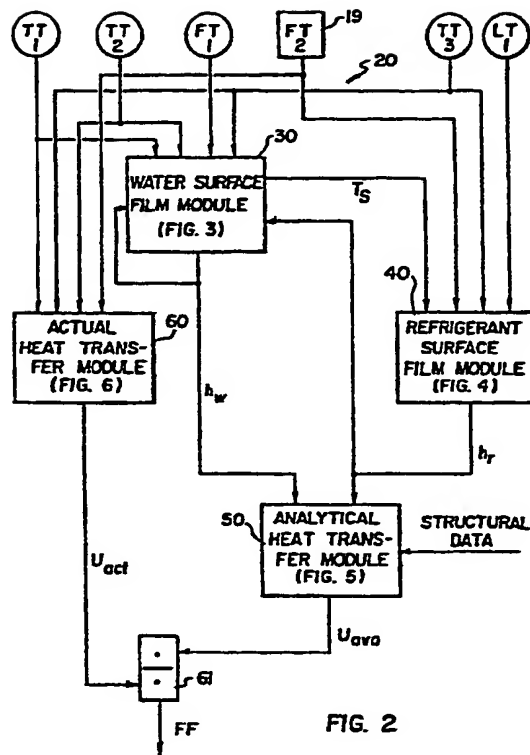 TT
1
TT
2
FT
1
FT
2
19
TT
3
LT
1
20
30
WATER SURFACE
FILM MODULE
(FIG. 3)
TS
40
60
ACTUAL
HEAT TRANS-
FER MODULE
(FIG. 6)
REFRIGERANT
SURFACE
FILM MODULE
(FIG. 4)
hw
hr
50
ANALYTICAL
HEAT TRANS-
FER MODULE
(FIG. 5)
STRUCTURAL
DATA
Uact
Uava
61
FF
FIG. 2